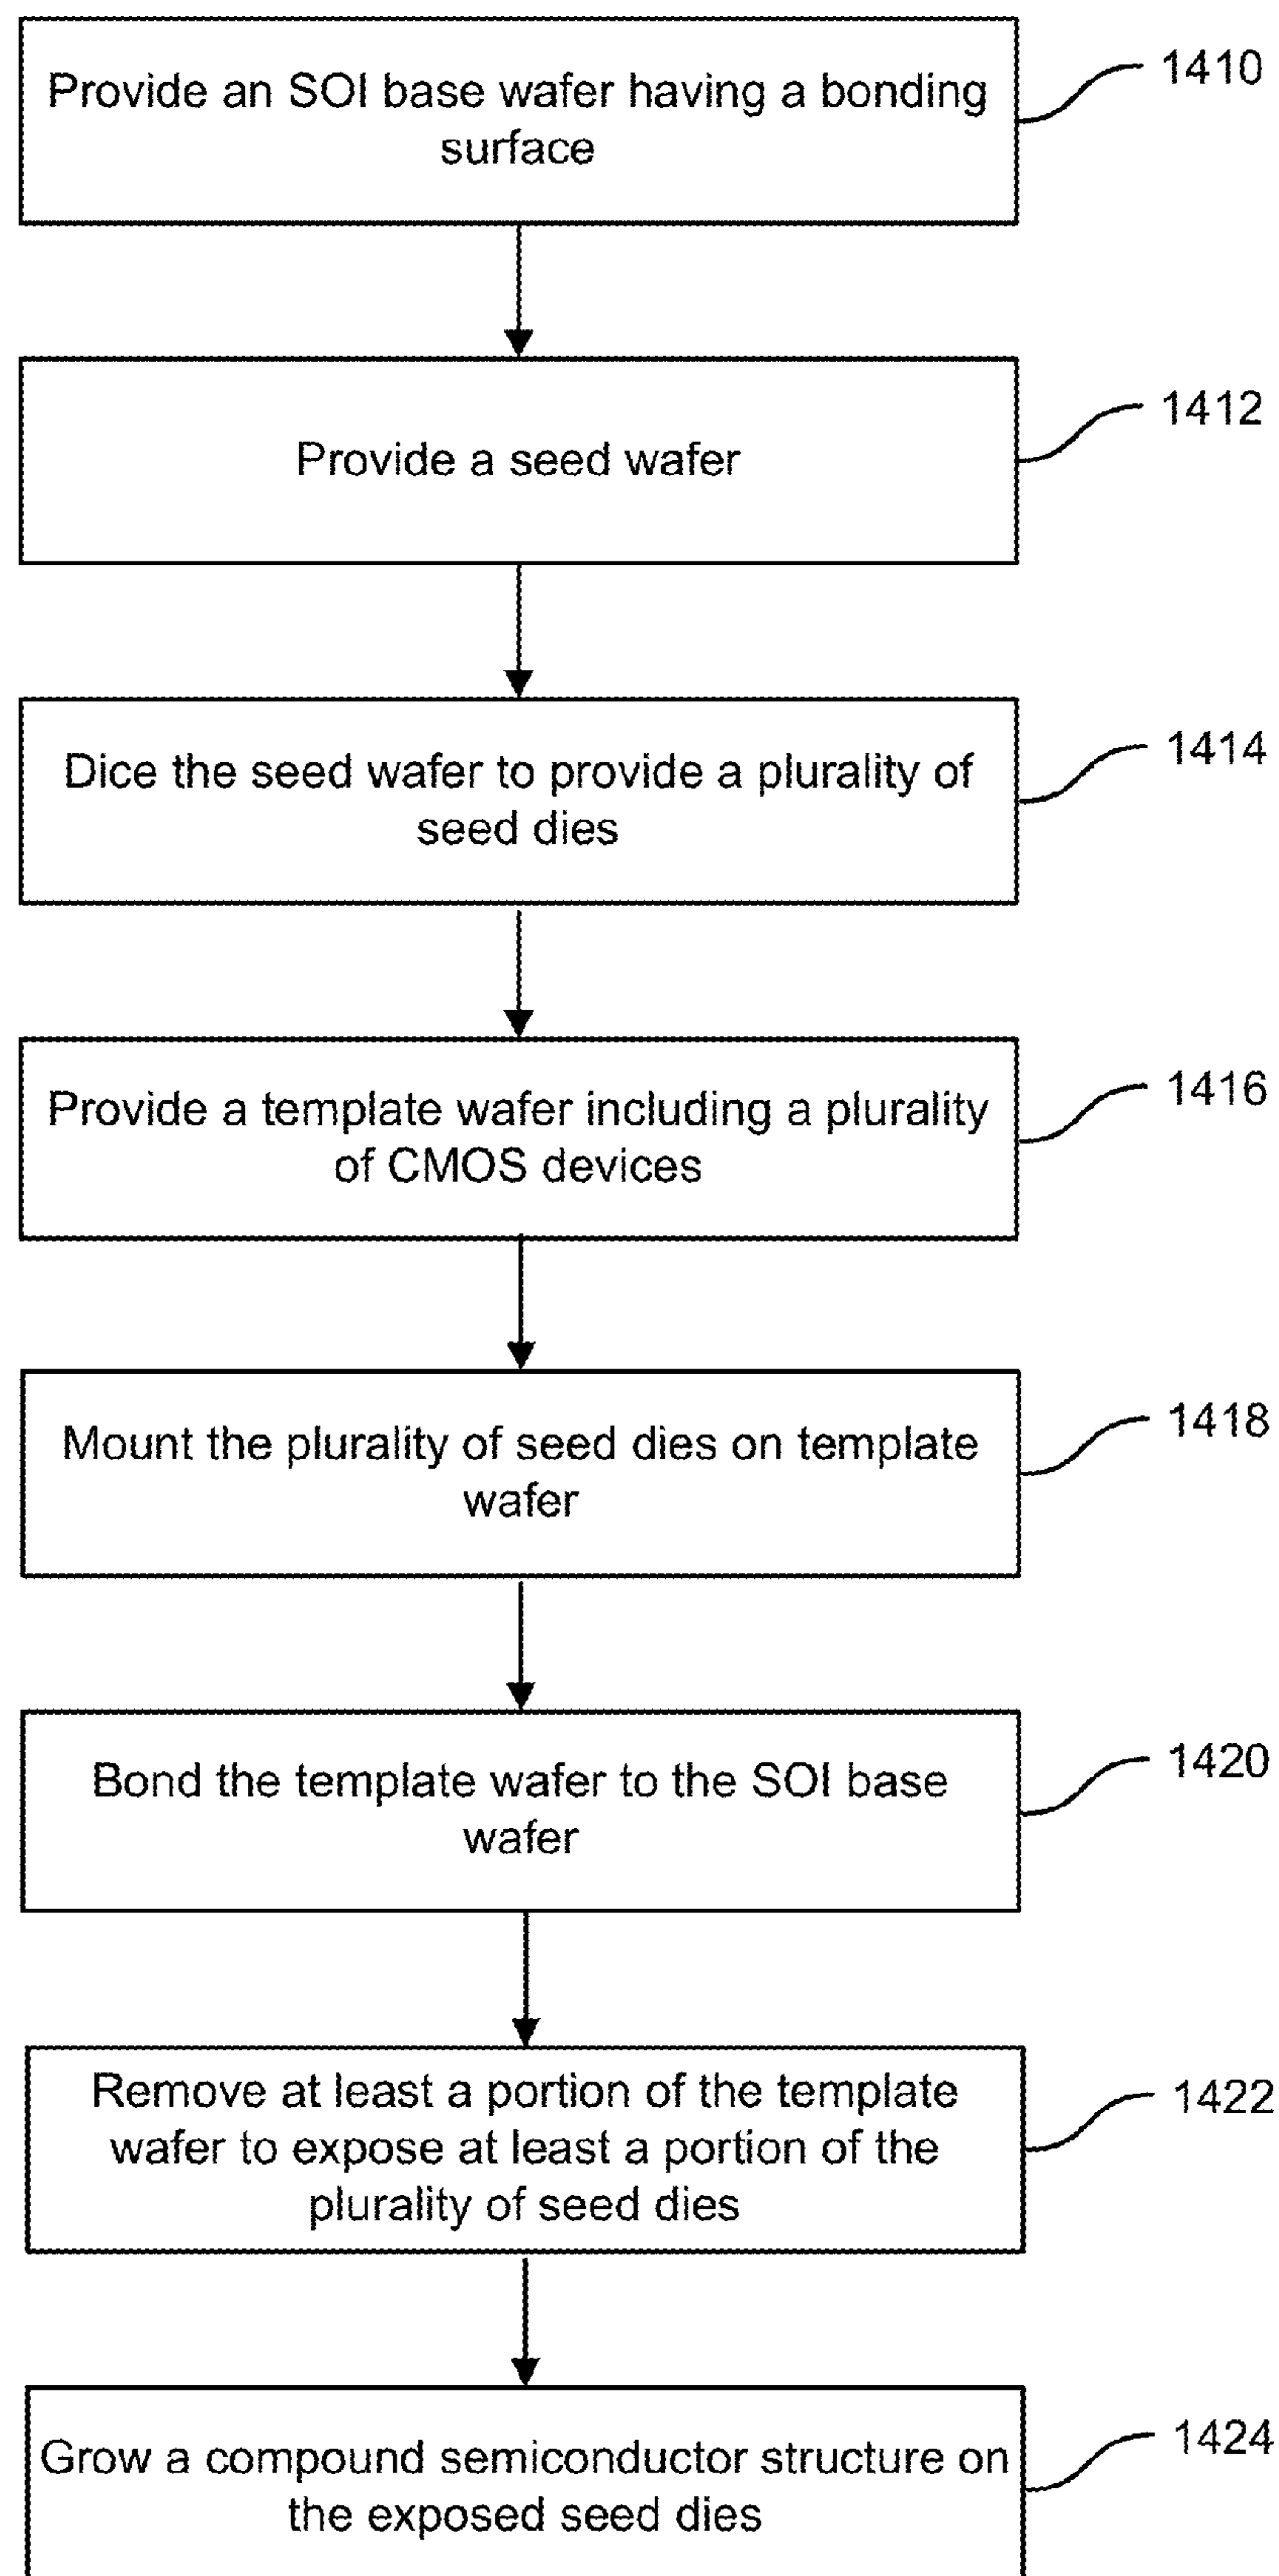 Provide an SOI base wafer having a bonding
surface
1410
Provide a seed wafer
1412
Dice the seed wafer to provide a plurality of
seed dies
1414
Provide a template wafer including a plurality
of CMOS devices
1416
Mount the plurality of seed dies on template
wafer
1418
Bond the template wafer to the SOI base
wafer
1420
Remove at least a portion of the template
wafer to expose at least a portion of the
plurality of seed dies
1422
Grow a compound semiconductor structure on
the exposed seed dies
1424